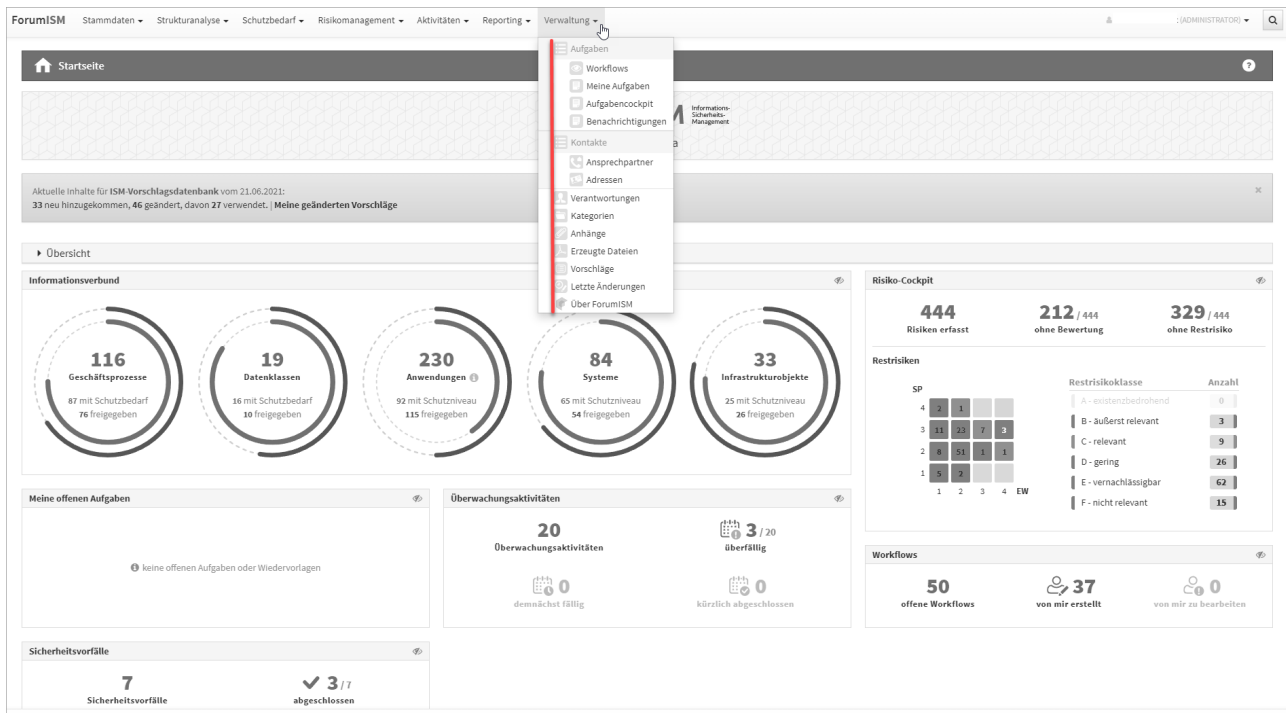 ForumISM Stammdaten Strukturanalyse Schutzbedarf Risikomanagement Aktivitäten Reporting Verwaltung : (ADMINISTRATOR)
Aufgaben
Workflows
Meine Aufgaben
Aufgabencockpit
Benachrichtigungen
Kontakte
Ansprechpartner
Adressen
Verantwortungen
Kategorien
Anhänge
Erzeugte Dateien
Vorschläge
Letzte Änderungen
Über ForumISM
Startseite
M Informations-
Sicherheits-
Management
a
Aktuelle Inhalte für ISM-Vorschlagsdatenbank vom 21.06.2021:
33 neu hinzugekommen, 46 geändert, davon 27 verwendet. | Meine geänderten Vorschläge
Übersicht
Informationsverbund
116
Geschäftsprozesse
87 mit Schutzbedarf
76 freigegeben
19
Datenklassen
16 mit Schutzbedarf
10 freigegeben
230
Anwendungen
92 mit Schutzniveau
115 freigegeben
84
Systeme
65 mit Schutzniveau
54 freigegeben
33
Infrastrukturobjekte
25 mit Schutzniveau
26 freigegeben
Risiko-Cockpit
444
Risiken erfasst
212 / 444
ohne Bewertung
329 / 444
ohne Restrisiko
Restrisiken
SP
4 2 1
3 11 23 7 3
2 8 51 1 1
1 5 2
1 2 3 4 EW
Restrisikoklasse Anzahl
A - existenzbedrohend 0
B - äußerst relevant 3
C - relevant 9
D - gering 26
E - vernachlässigbar 62
F - nicht relevant 15
Meine offenen Aufgaben
keine offenen Aufgaben oder Wiedervorlagen
Überwachungsaktivitäten
20
Überwachungsaktivitäten
3 / 20
überfällig
0
demnächst fällig
0
kürzlich abgeschlossen
Workflows
50
offene Workflows
37
von mir erstellt
0
von mir zu bearbeiten
Sicherheitsvorfälle
7
Sicherheitsvorfälle
3 / 7
abgeschlossen